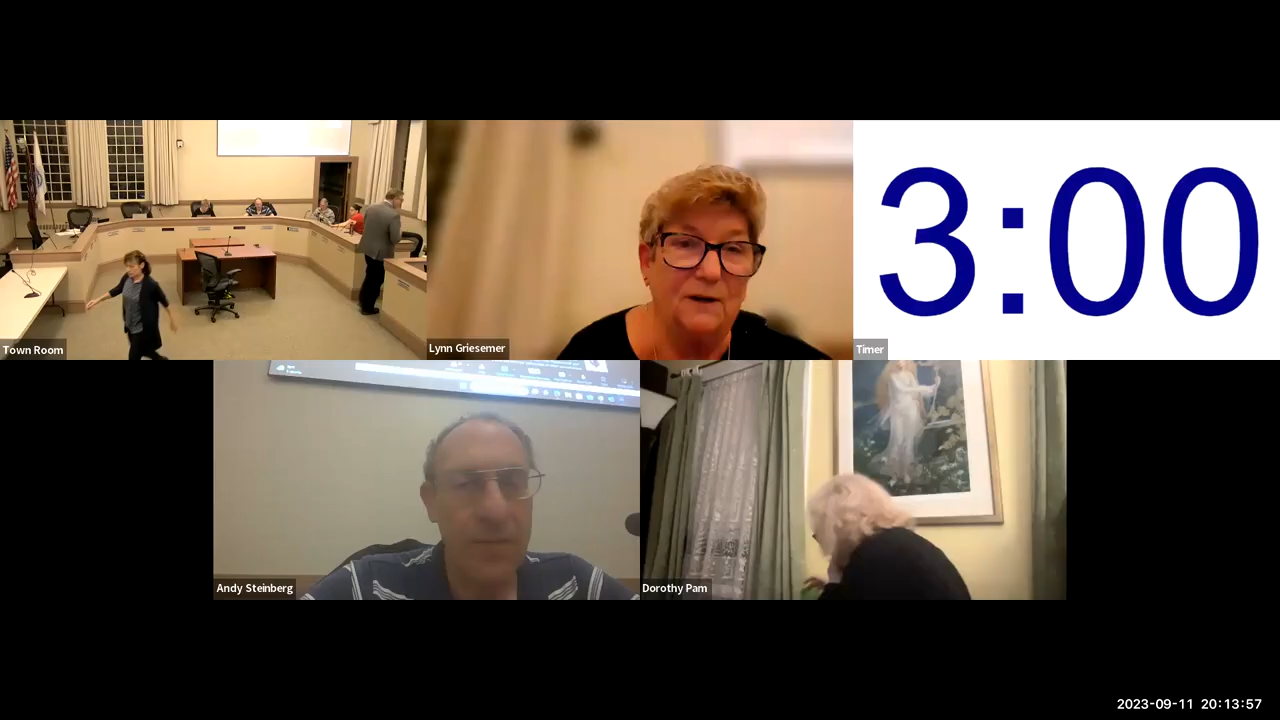 Town Room
Lynn Griesemer
3:00
Timer
Andy Steinberg
Dorothy Pam
2023-09-11 20:13:57